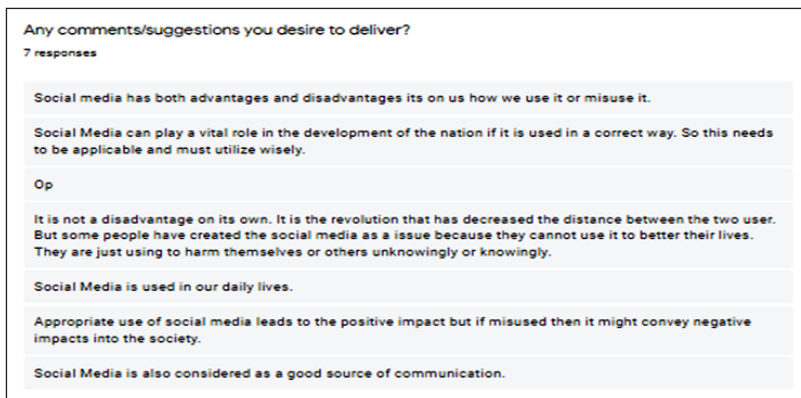 Any comments/suggestions you desire to deliver?
7 responses
Social media has both advantages and disadvantages its on us how we use it or misuse it.
Social Media can play a vital role in the development of the nation if it is used in a correct way. So this needs
to be applicable and must utilize wisely.
Op
It is not a disadvantage on its own. It is the revolution that has decreased the distance between the two user.
But some people have created the social media as a issue because they cannot use it to better their lives.
They are just using to harm themselves or others unknowingly or knowingly.
Social Media is used in our daily lives.
Appropriate use of social media leads to the positive impact but if misused then it might convey negative
impacts into the society.
Social Media is also considered as a good source of communication.